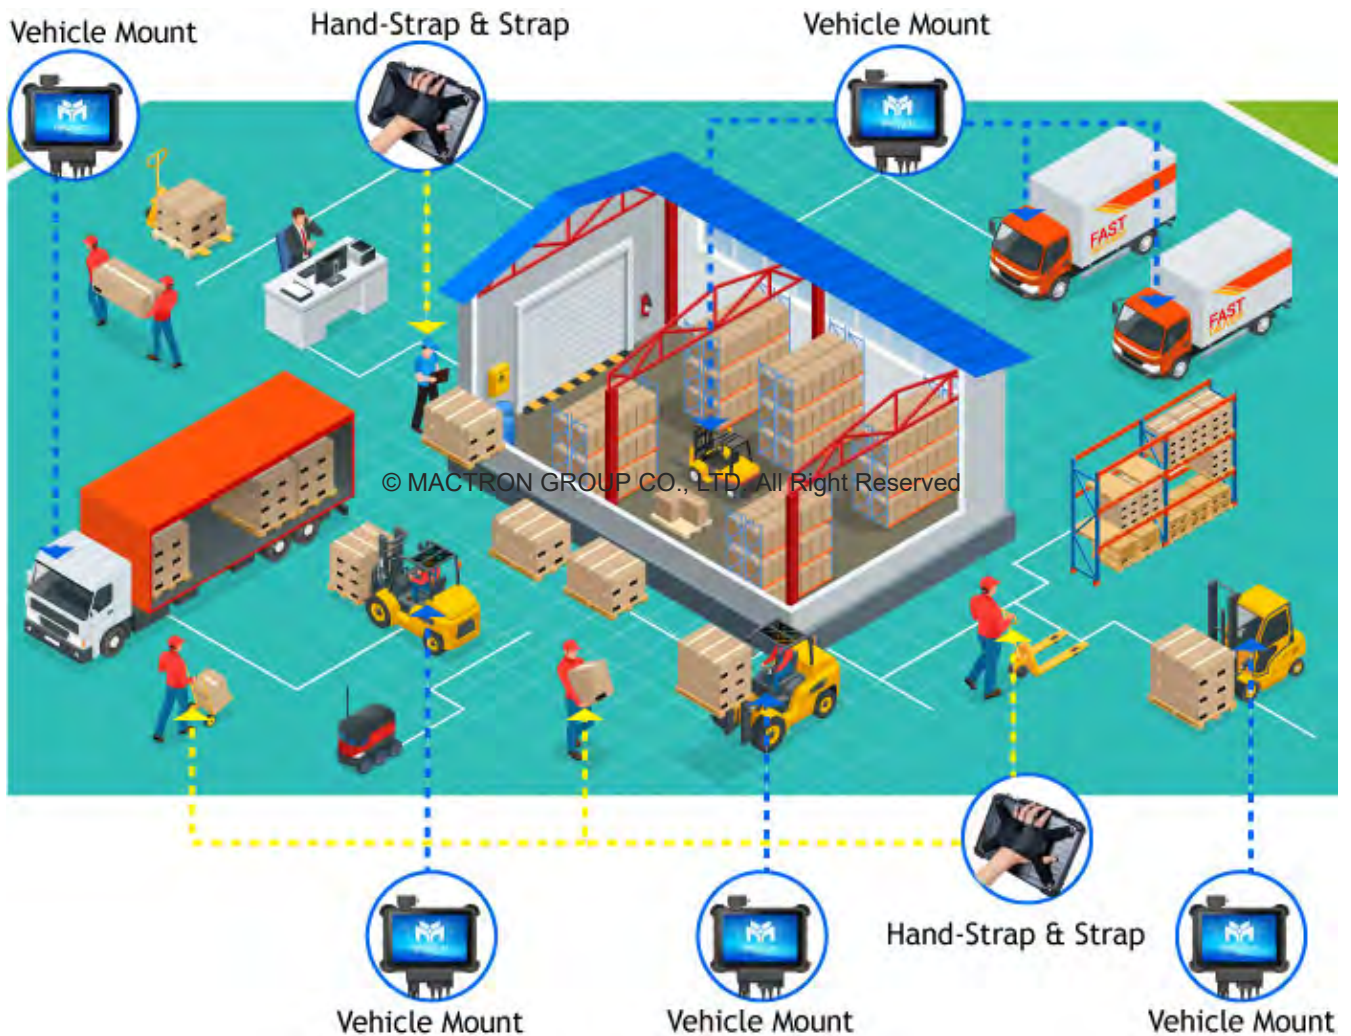 Vehicle Mount
Hand-Strap & Strap
Vehicle Mount
FAST
FAST
© MACTRON GROUP CO., LTD. All Right Reserved
Hand-Strap & Strap
Vehicle Mount
Vehicle Mount
Vehicle Mount